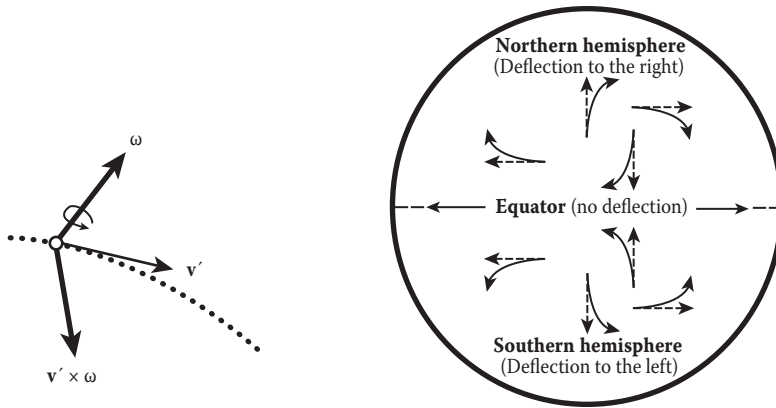 ω
v′
v′ × ω
Northern hemisphere
(Deflection to the right)
Equator (no deflection)
Southern hemisphere
(Deflection to the left)